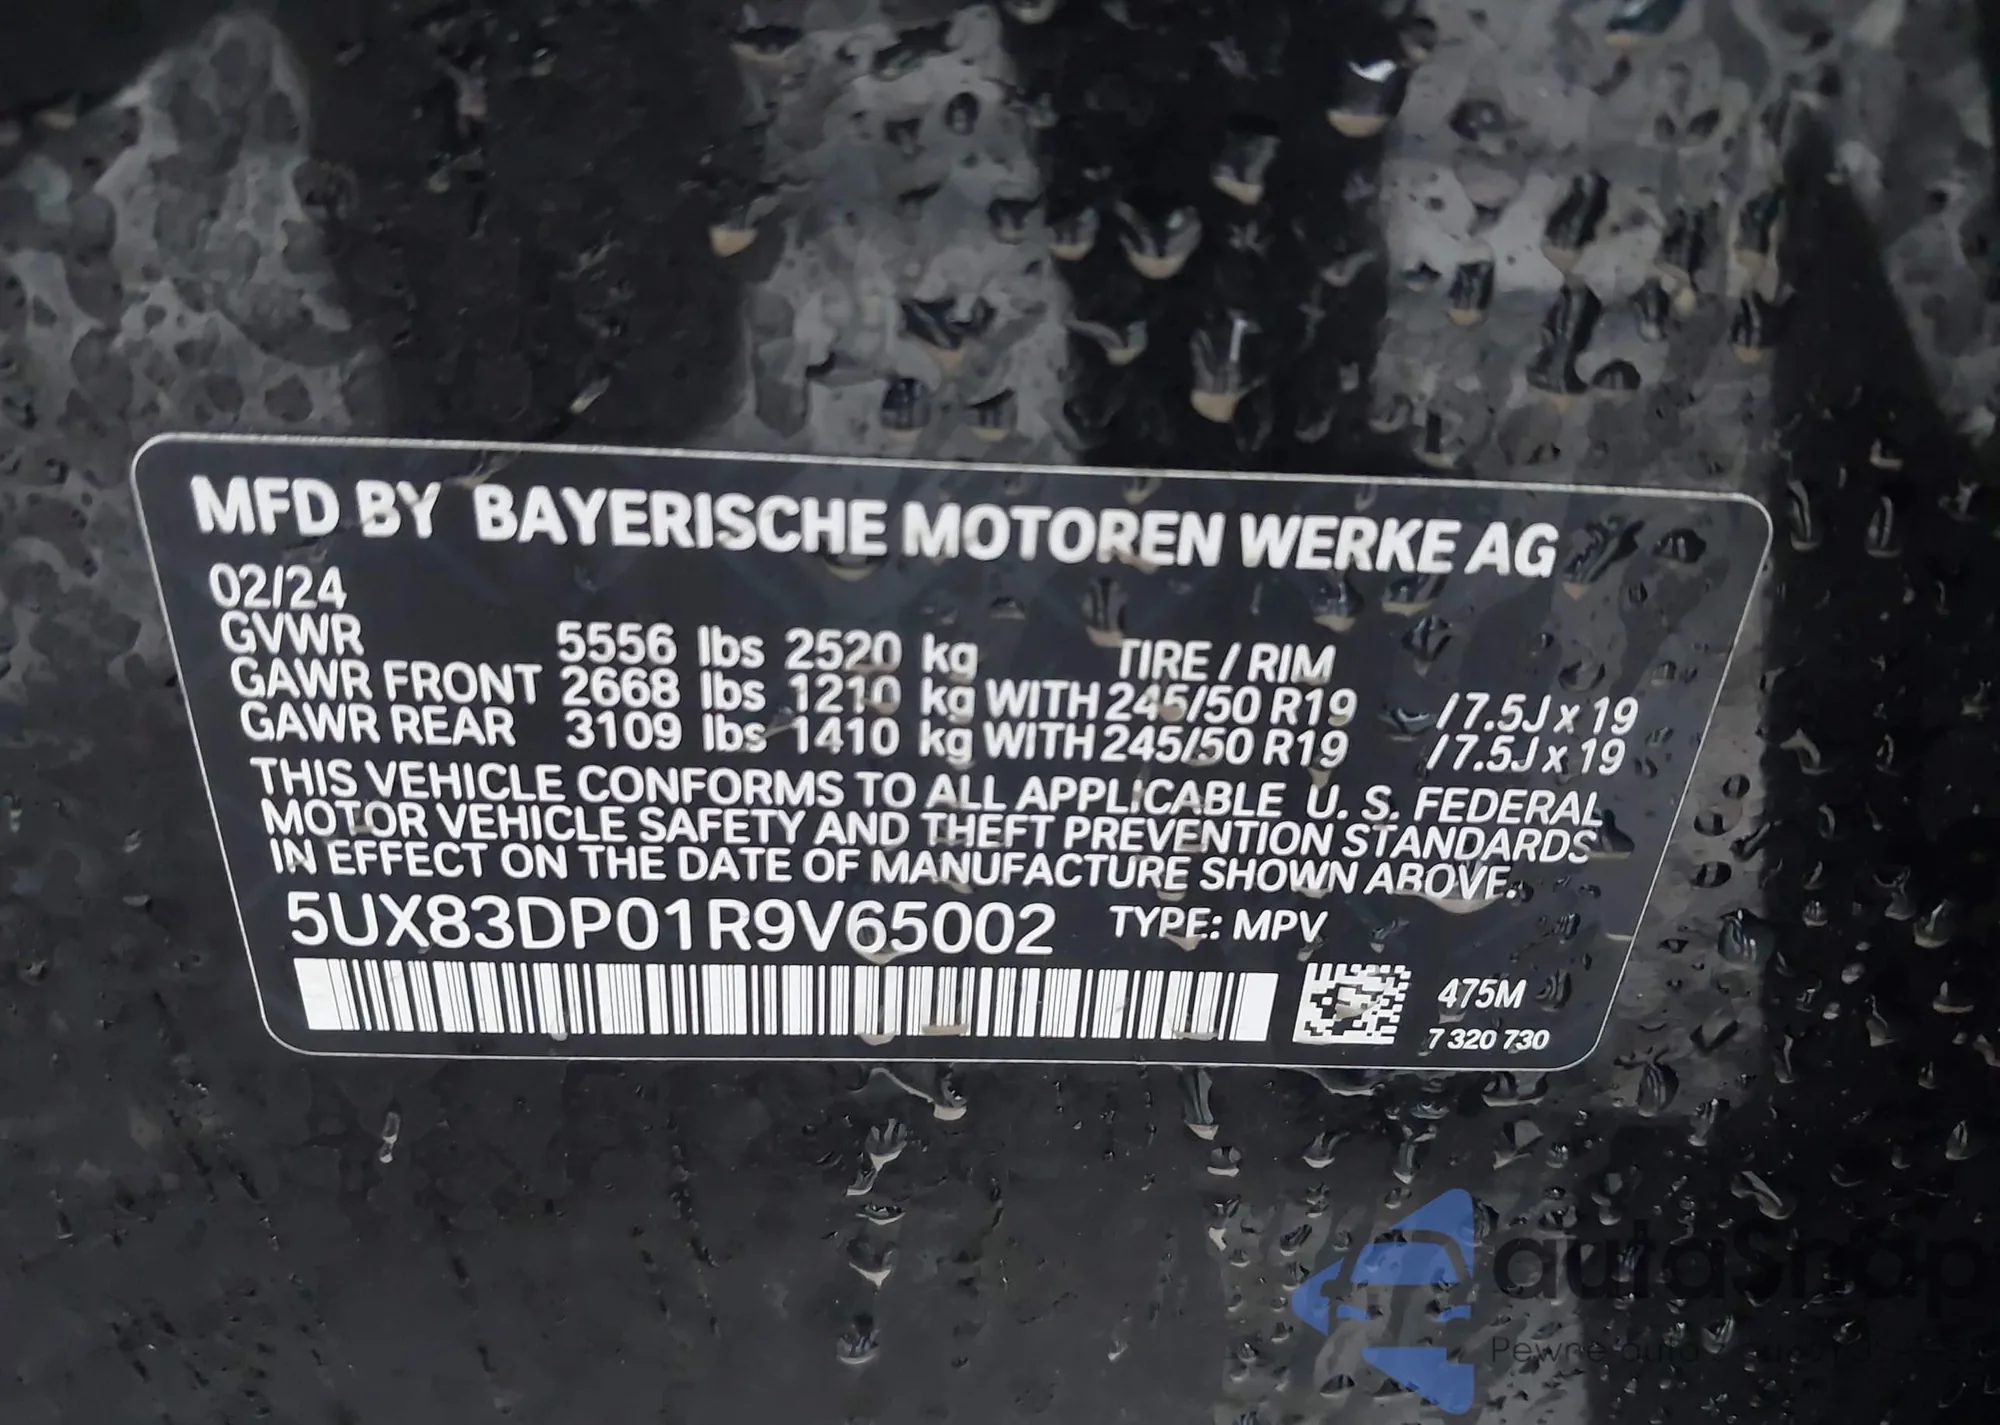 MFD BY BAYERISCHE MOTOREN WERKE AG
02/24
GVWR 5556 lbs 2520 kg TIRE / RIM
GAWR FRONT 2668 lbs 1210 kg WITH 245/50 R19 / 7.5J x 19
GAWR REAR 3109 lbs 1410 kg WITH 245/50 R19 / 7.5J x 19
THIS VEHICLE CONFORMS TO ALL APPLICABLE U. S. FEDERAL
MOTOR VEHICLE SAFETY AND THEFT PREVENTION STANDARDS
IN EFFECT ON THE DATE OF MANUFACTURE SHOWN ABOVE.
5UX83DP01R9V65002 TYPE: MPV
475M
7 320 730
autoSnap
Pewne auto